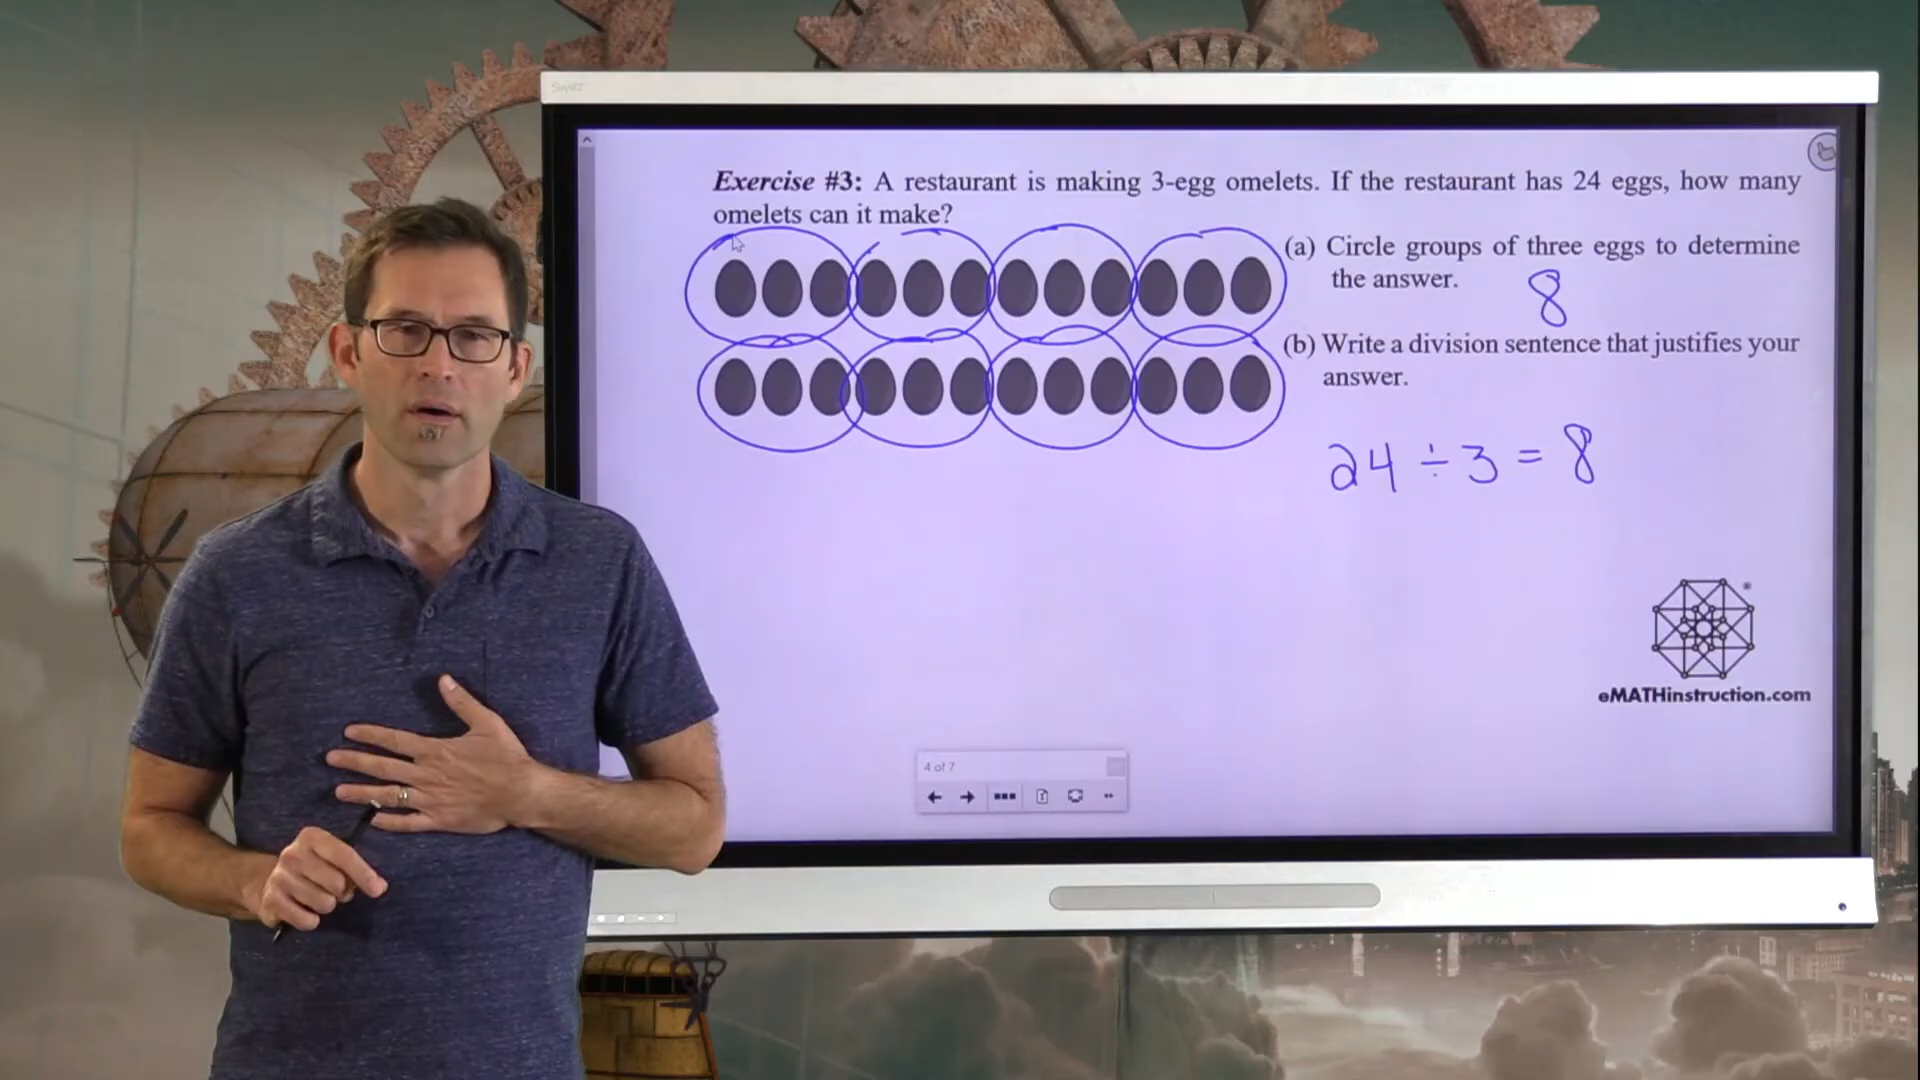 SMART
Exercise #3: A restaurant is making 3-egg omelets. If the restaurant has 24 eggs, how many
omelets can it make?
(a) Circle groups of three eggs to determine
the answer.
8
(b) Write a division sentence that justifies your
answer.
24 ÷ 3 = 8
®
eMATHinstruction.com
4 of 7